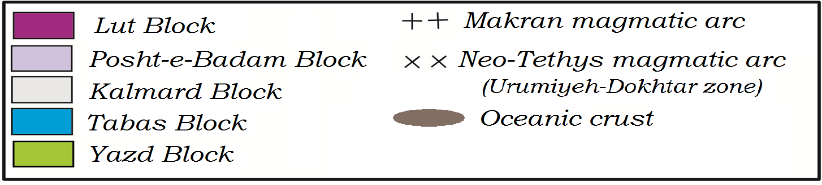 Lut Block
Posht-e-Badam Block
Kalmard Block
Tabas Block
Yazd Block
++ Makran magmatic arc
×× Neo-Tethys magmatic arc
(Urumiyeh-Dokhtar zone)
Oceanic crust